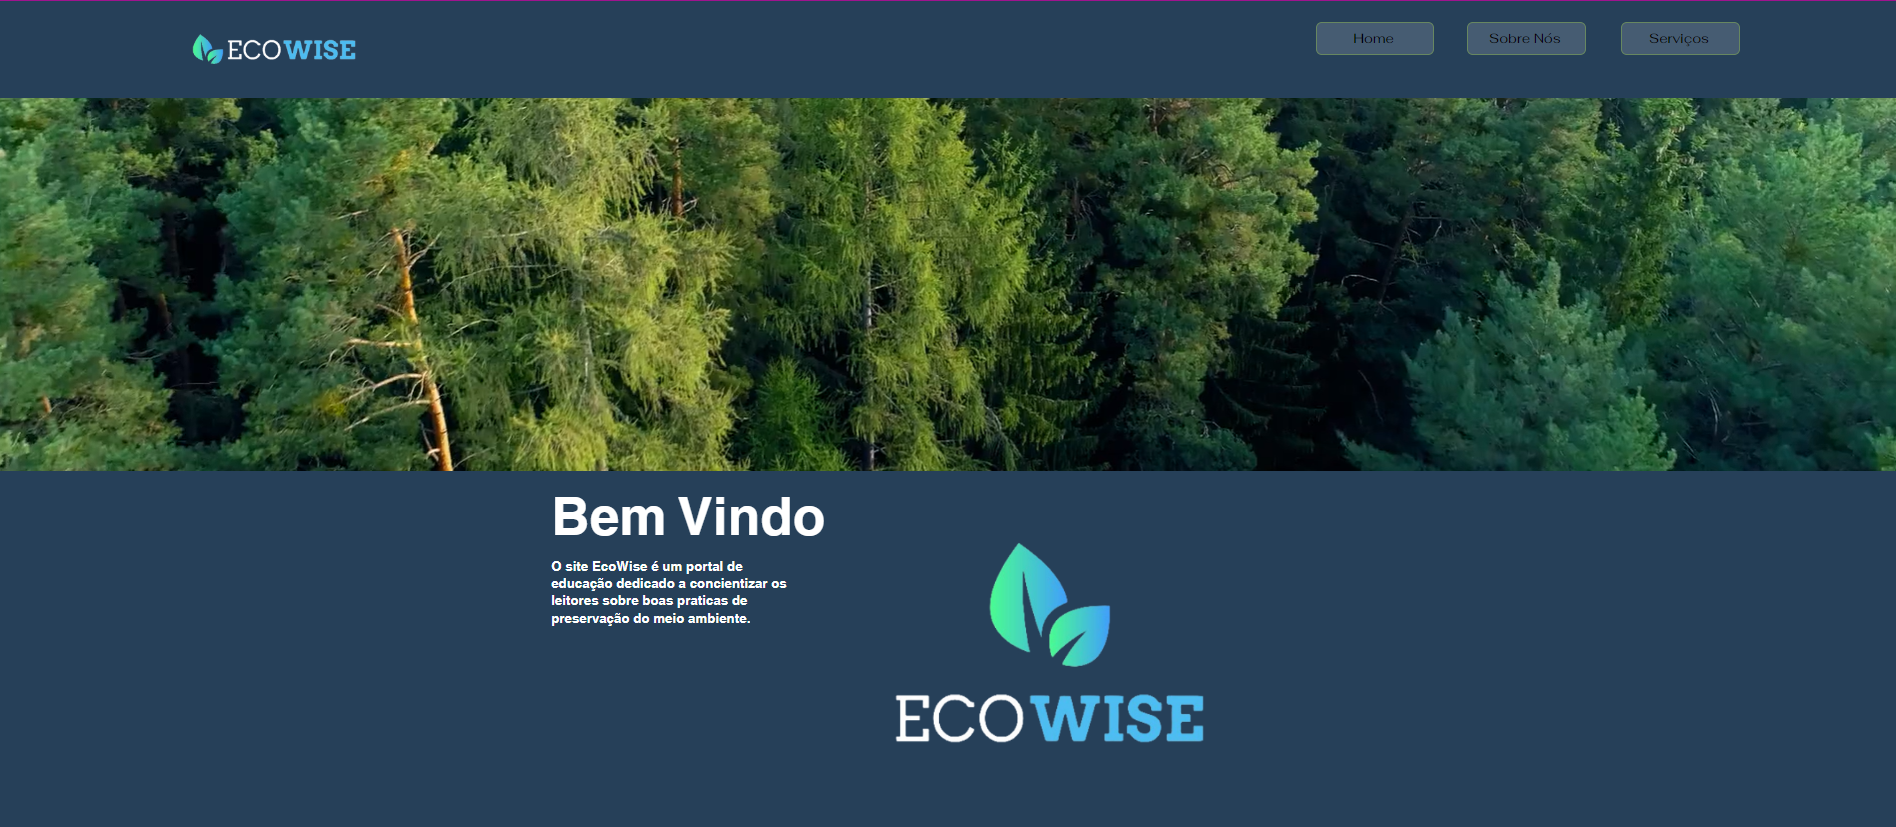 ECOWISE
Home
Sobre Nós
Serviços
Bem Vindo
O site EcoWise é um portal de
educação dedicado a concientizar os
leitores sobre boas praticas de
preservação do meio ambiente.
ECOWISE